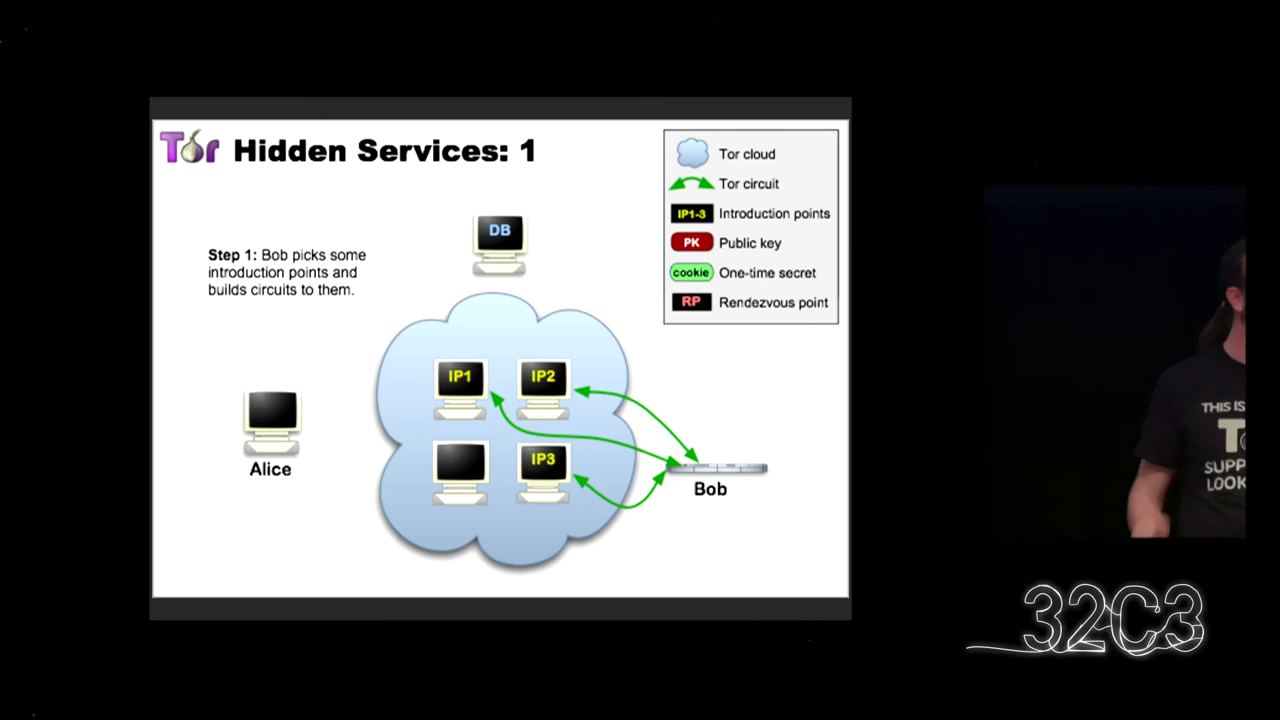 Tor Hidden Services: 1
Step 1: Bob picks some
introduction points and
builds circuits to them.
Tor cloud
Tor circuit
IP1-3 Introduction points
PK Public key
cookie One-time secret
RP Rendezvous point
DB
IP1
IP2
IP3
Alice
Bob
THIS IS
LOOK
32C3